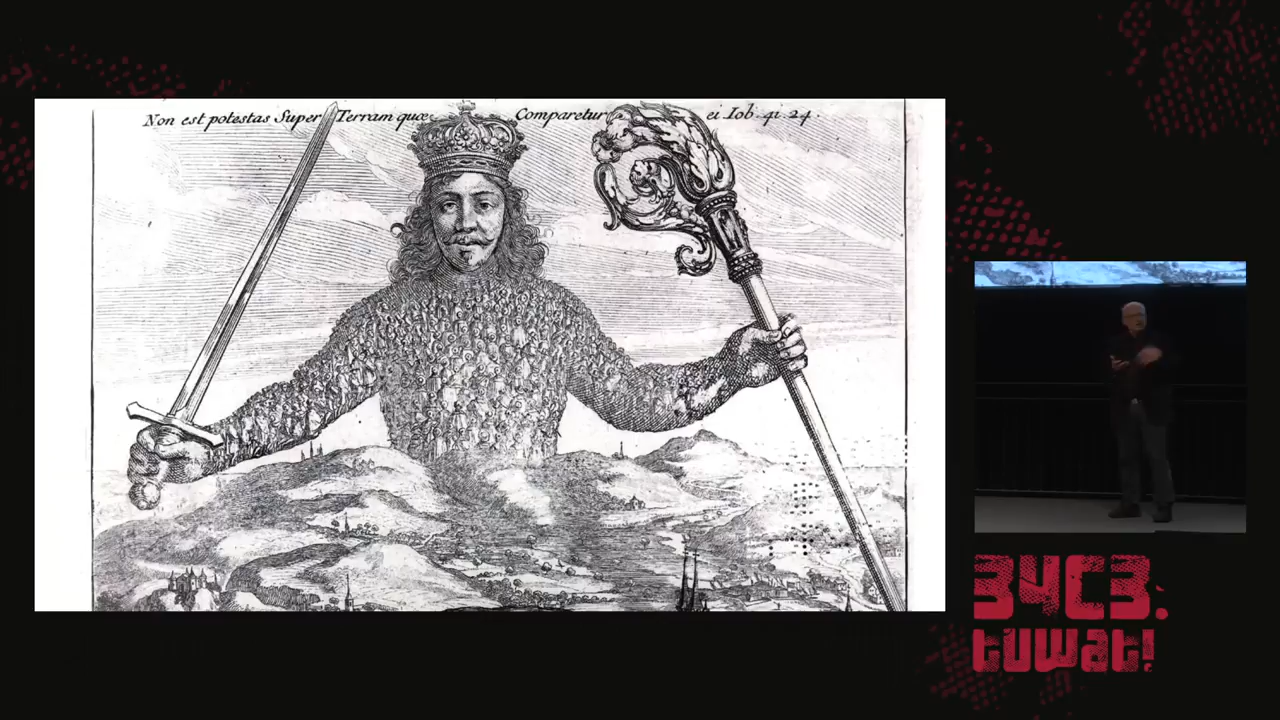 Non est potestas Super Terram quæ Comparetur ei Iob. 41. 24.
34C3.
tuwat!